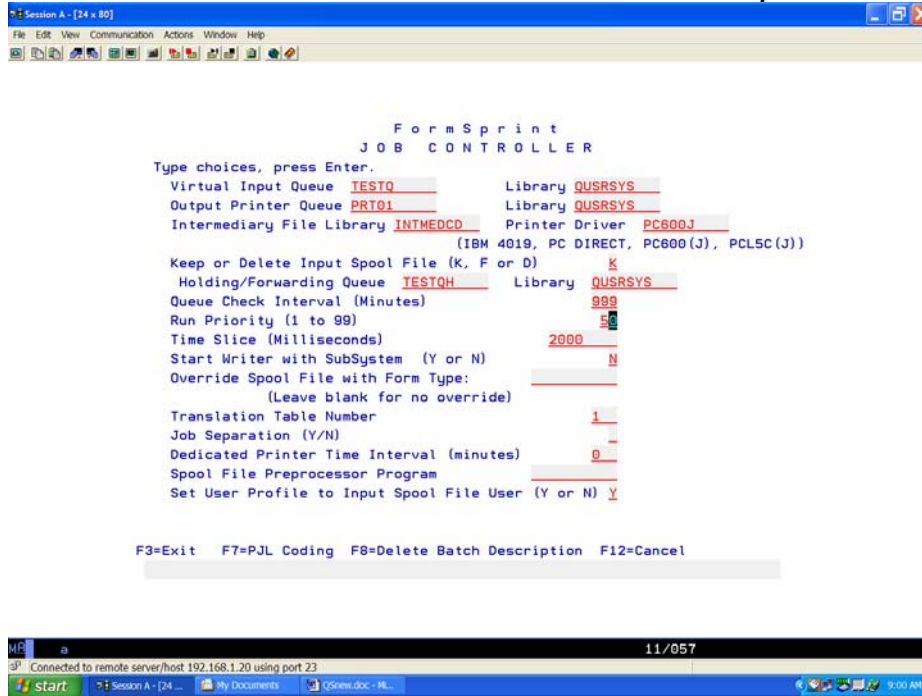 Session A - [24 x 80]
File Edit View Communication Actions Window Help
F o r m S p r i n t
J O B C O N T R O L L E R
Type choices, press Enter.
Virtual Input Queue TESTQ Library QUSRSYS
Output Printer Queue PRT01 Library QUSRSYS
Intermediary File Library INTMEDCD Printer Driver PC600J
(IBM 4019, PC DIRECT, PC600(J), PCL5C(J))
Keep or Delete Input Spool File (K, F or D) K
Holding/Forwarding Queue TESTQH Library QUSRSYS
Queue Check Interval (Minutes) 999
Run Priority (1 to 99) 50
Time Slice (Milliseconds) 2000
Start Writer with SubSystem (Y or N) N
Override Spool File with Form Type:
(Leave blank for no override)
Translation Table Number 1
Job Separation (Y/N)
Dedicated Printer Time Interval (minutes) 0
Spool File Preprocessor Program
Set User Profile to Input Spool File User (Y or N) Y
F3=Exit F7=PJL Coding F8=Delete Batch Description F12=Cancel
MA a 11/057
Connected to remote server/host 192.168.1.20 using port 23
start Session A - [24 ... My Documents QSnew.doc - Mi... 9:00 AM